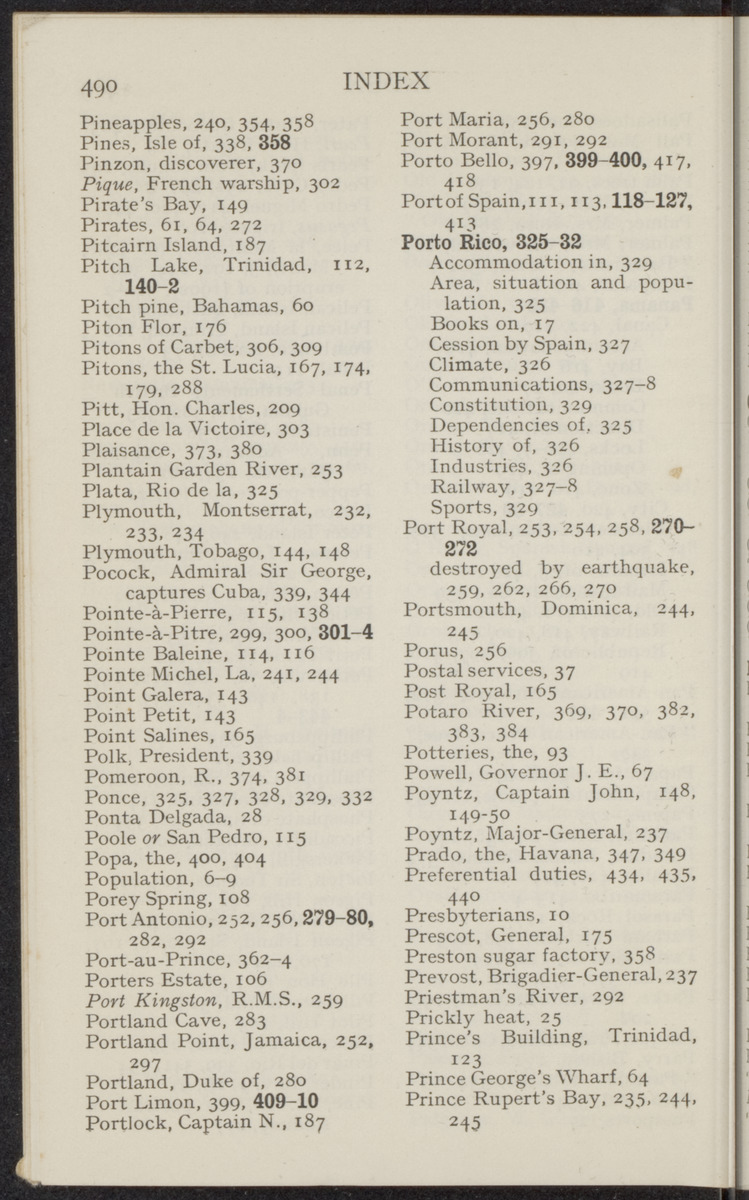 490
INDEX
Pineapples, 240, 354, 358
Pines, Isle of, 338, 358
Pinzon, discoverer, 370
Pique, French warship, 302
Pirate's Bay, 149
Pirates, 61, 64, 272
Pitcairn Island, 187
Pitch Lake, Trinidad, 112,
140–2
Pitch pine, Bahamas, 60
Piton Flor, 176
Pitons of Carbet, 306, 309
Pitons, the St. Lucia, 167, 174,
179, 288
Pitt, Hon. Charles, 209
Place de la Victoire, 303
Plaisance, 373, 380
Plantain Garden River, 253
Plata, Rio de la, 325
Plymouth, Montserrat, 232,
233, 234
Plymouth, Tobago, 144, 148
Pocock, Admiral Sir George,
captures Cuba, 339, 344
Pointe-à-Pierre, 115, 138
Pointe-à-Pitre, 299, 300, 301–4
Pointe Baleine, 114, 116
Pointe Michel, La, 241, 244
Point Galera, 143
Point Petit, 143
Point Salines, 165
Polk, President, 339
Pomeroon, R., 374, 381
Ponce, 325, 327, 328, 329, 332
Ponta Delgada, 28
Poole or San Pedro, 115
Popa, the, 400, 404
Population, 6–9
Porey Spring, 108
Port Antonio, 252, 256, 279–80,
282, 292
Port-au-Prince, 362–4
Porters Estate, 106
Port Kingston, R.M.S., 259
Portland Cave, 283
Portland Point, Jamaica, 252,
297
Portland, Duke of, 280
Port Limon, 399, 409–10
Portlock, Captain N., 187
Port Maria, 256, 280
Port Morant, 291, 292
Porto Bello, 397, 399–400, 417,
418
Port of Spain, 111, 113, 118–127,
413
Porto Rico, 325–32
Accommodation in, 329
Area, situation and popu-
lation, 325
Books on, 17
Cession by Spain, 327
Climate, 326
Communications, 327–8
Constitution, 329
Dependencies of, 325
History of, 326
Industries, 326
Railway, 327–8
Sports, 329
Port Royal, 253, 254, 258, 270–
272
destroyed by earthquake,
259, 262, 266, 270
Portsmouth, Dominica, 244,
245
Porus, 256
Postal services, 37
Post Royal, 165
Potaro River, 369, 370, 382,
383, 384
Potteries, the, 93
Powell, Governor J. E., 67
Poyntz, Captain John, 148,
149-50
Poyntz, Major-General, 237
Prado, the, Havana, 347, 349
Preferential duties, 434, 435,
440
Presbyterians, 10
Prescot, General, 175
Preston sugar factory, 358
Prevost, Brigadier-General, 237
Priestman's River, 292
Prickly heat, 25
Prince's Building, Trinidad,
123
Prince George's Wharf, 64
Prince Rupert's Bay, 235, 244,
245